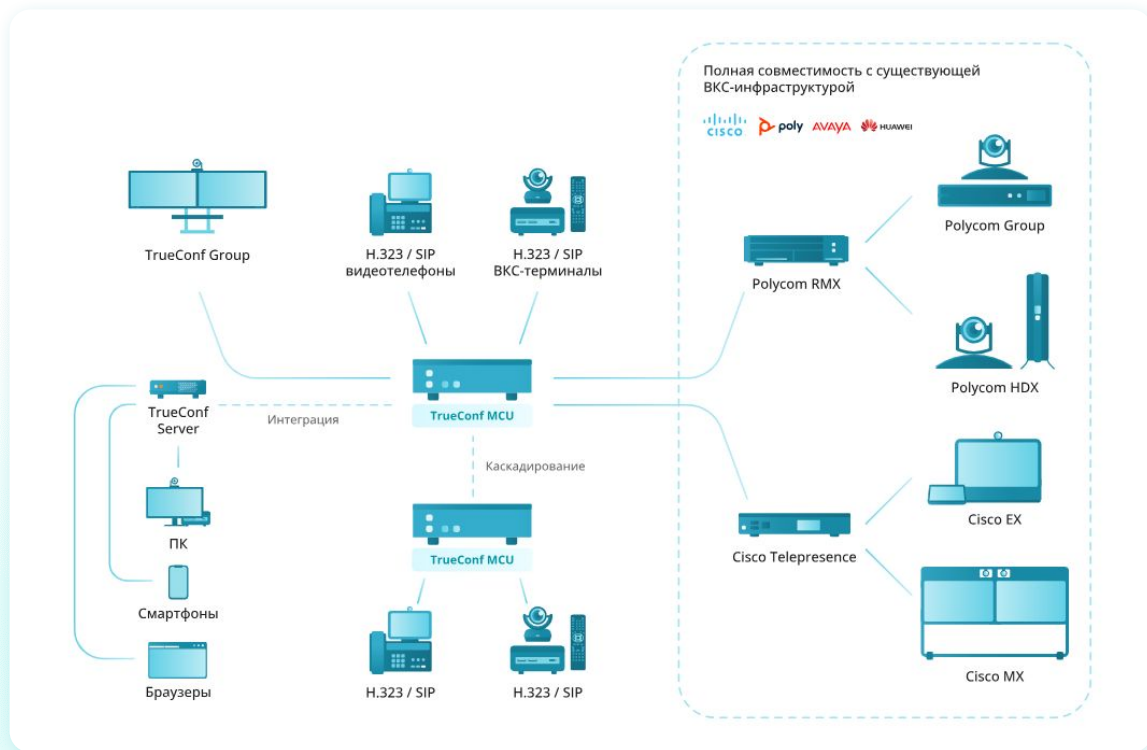 Полная совместимость с существующей
ВКС-инфраструктурой
CISCO
poly
AVAYA
HUAWEI
TrueConf Group
H.323 / SIP
видеотелефоны
H.323 / SIP
ВКС-терминалы
Polycom RMX
Polycom Group
Polycom HDX
TrueConf
Server
Интеграция
TrueConf MCU
Каскадирование
TrueConf MCU
ПК
Смартфоны
Браузеры
H.323 / SIP
H.323 / SIP
Cisco Telepresence
Cisco EX
Cisco MX